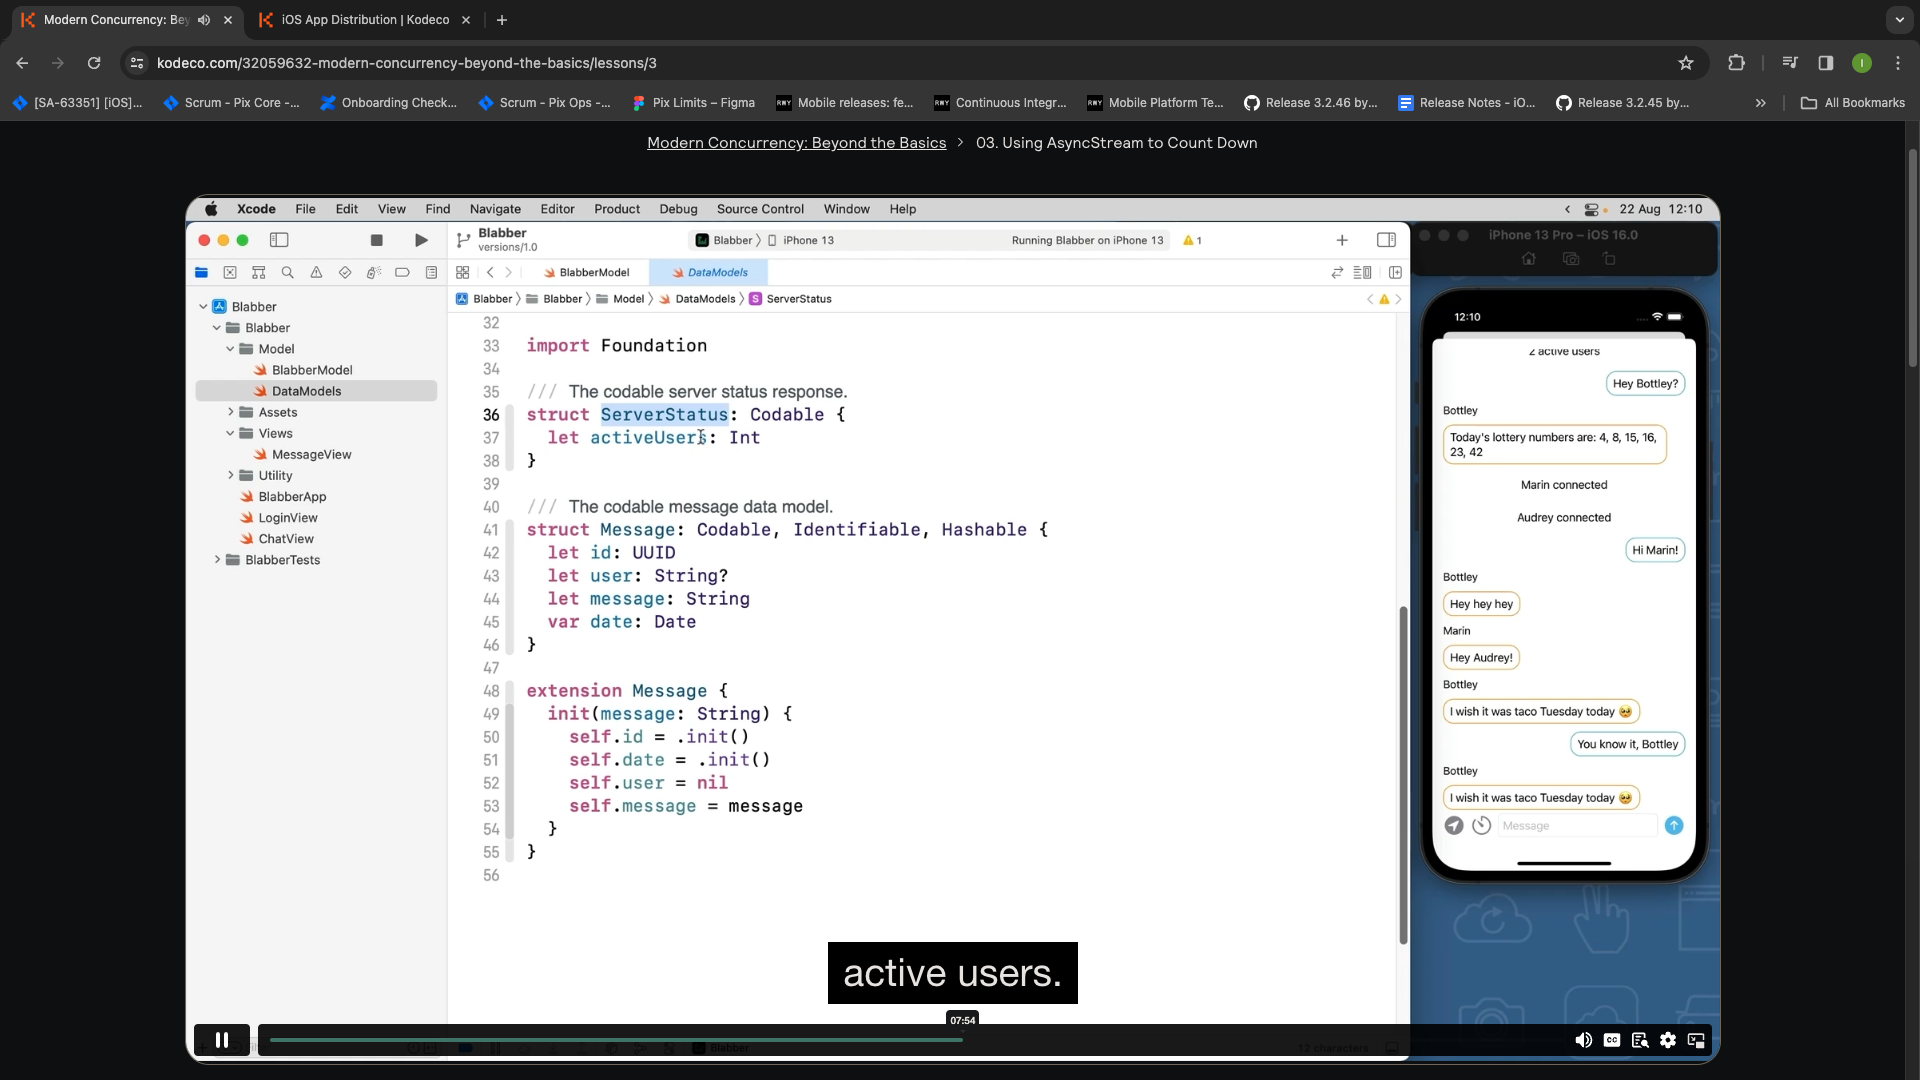 Modern Concurrency: Bey
iOS App Distribution | Kodeco
kodeco.com/32059632-modern-concurrency-beyond-the-basics/lessons/3
I
[SA-63351] [iOS]...
Scrum - Pix Core -...
Onboarding Check...
Scrum - Pix Ops -...
Pix Limits – Figma
RWY Mobile releases: fe...
RWY Continuous Integr...
RWY Mobile Platform Te...
Release 3.2.46 by...
Release Notes - iO...
Release 3.2.45 by...
All Bookmarks
Modern Concurrency: Beyond the Basics > 03. Using AsyncStream to Count Down
Xcode File Edit View Find Navigate Editor Product Debug Source Control Window Help
22 Aug 12:10
Blabber
versions/1.0
Blabber
iPhone 13
Running Blabber on iPhone 13
1
BlabberModel
DataModels
Blabber
Blabber
Model
DataModels
S ServerStatus
Blabber
Blabber
Model
BlabberModel
DataModels
Assets
Views
MessageView
Utility
BlabberApp
LoginView
ChatView
BlabberTests
32
33 import Foundation
34
35 /// The codable server status response.
36 struct ServerStatus: Codable {
37 let activeUsers: Int
38 }
39
40 /// The codable message data model.
41 struct Message: Codable, Identifiable, Hashable {
42 let id: UUID
43 let user: String?
44 let message: String
45 var date: Date
46 }
47
48 extension Message {
49 init(message: String) {
50 self.id = .init()
51 self.date = .init()
52 self.user = nil
53 self.message = message
54 }
55 }
56
iPhone 13 Pro – iOS 16.0
12:10
2 active users
Hey Bottley?
Bottley
Today's lottery numbers are: 4, 8, 15, 16,
23, 42
Marin connected
Audrey connected
Hi Marin!
Bottley
Hey hey hey
Marin
Hey Audrey!
Bottley
I wish it was taco Tuesday today 🥺
You know it, Bottley
Bottley
I wish it was taco Tuesday today 🥺
Message
active users.
07:54
CC
Blabber
12 characters